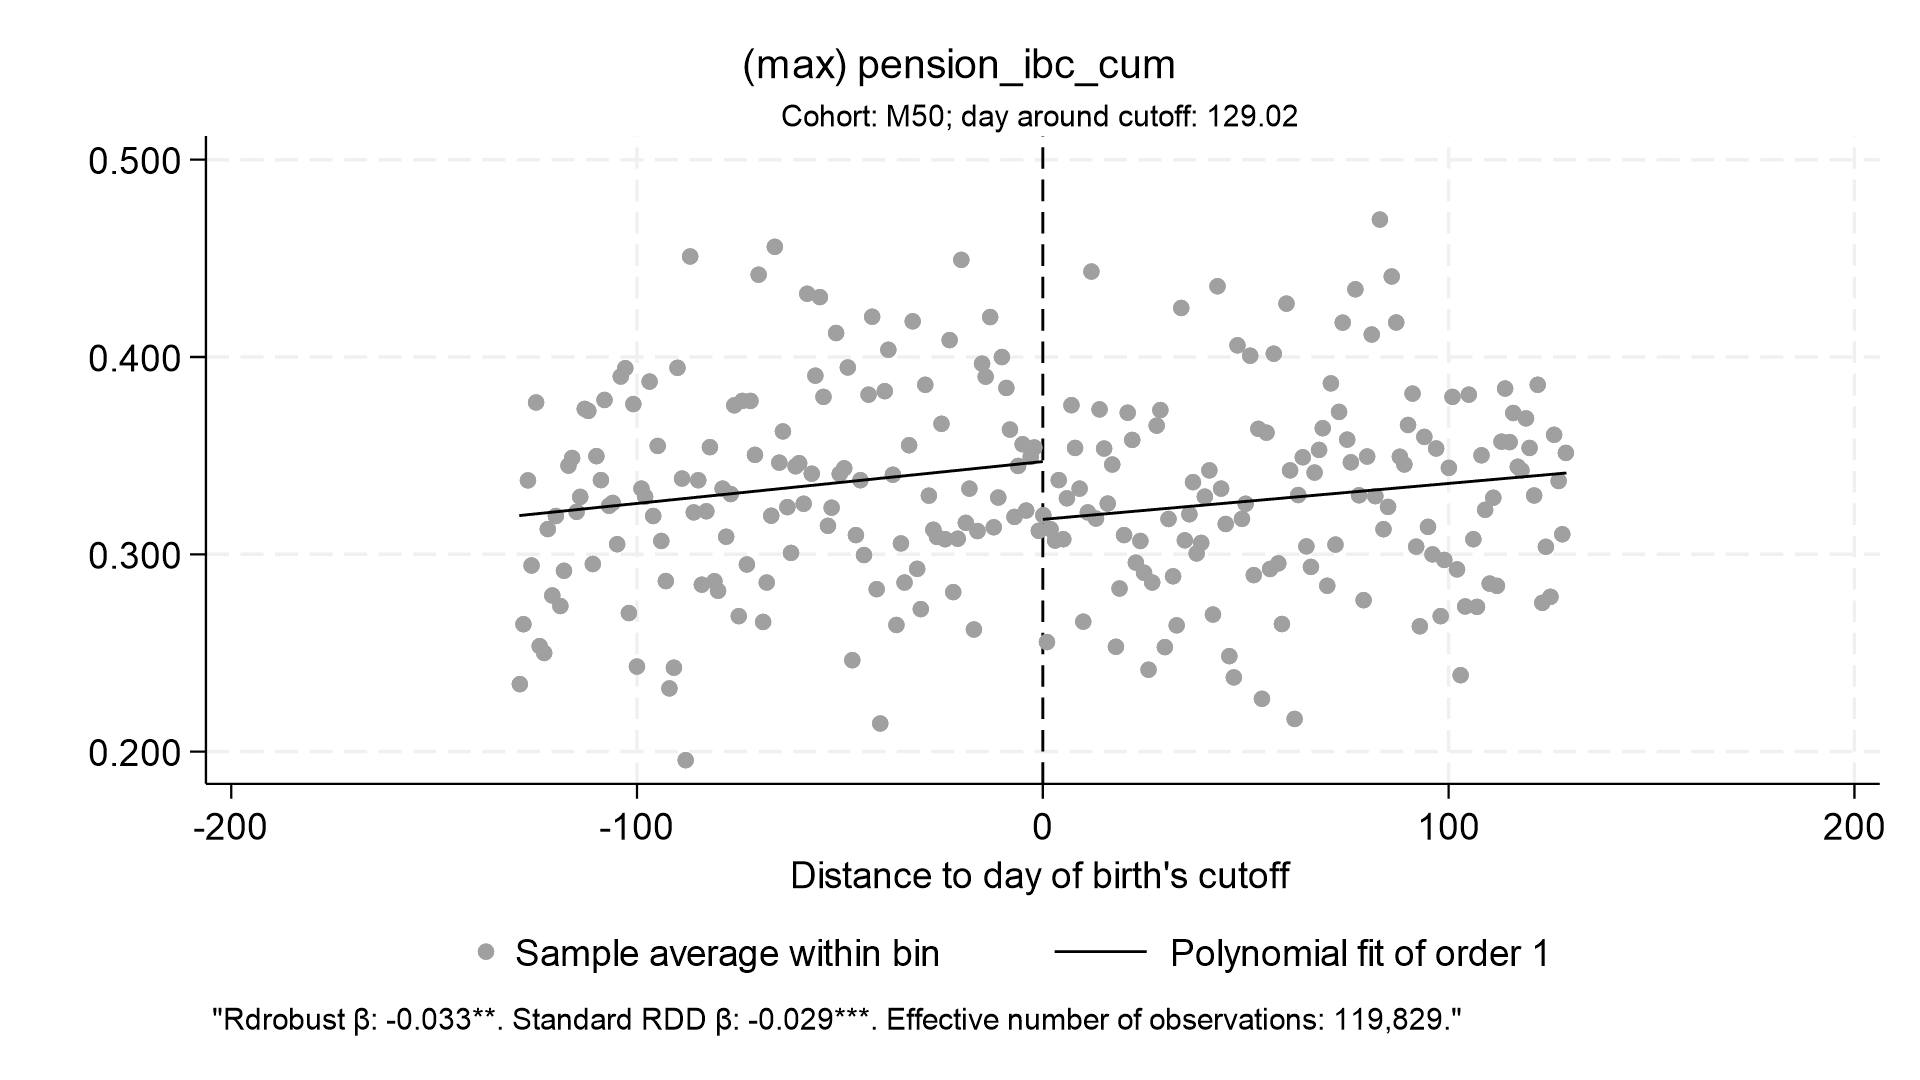 (max) pension_ibc_cum
Cohort: M50; day around cutoff: 129.02
0.500
0.400
0.300
0.200
-200 -100 0 100 200
Distance to day of birth's cutoff
Sample average within bin Polynomial fit of order 1
"Rdrobust β: -0.033**. Standard RDD β: -0.029***. Effective number of observations: 119,829."